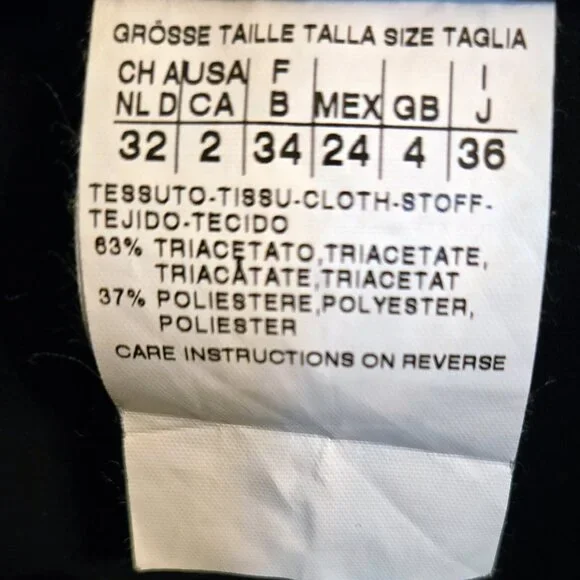 GRÖSSE TAILLE TALLA SIZE TAGLIA
CH A USA F I
NL D CA B MEX GB J
32 2 34 24 4 36
TESSUTO-TISSU-CLOTH-STOFF-
TEJIDO-TECIDO
63% TRIACETATO,TRIACETATE,
TRIACÅTATE,TRIACETAT
37% POLIESTERE,POLYESTER,
POLIESTER
CARE INSTRUCTIONS ON REVERSE